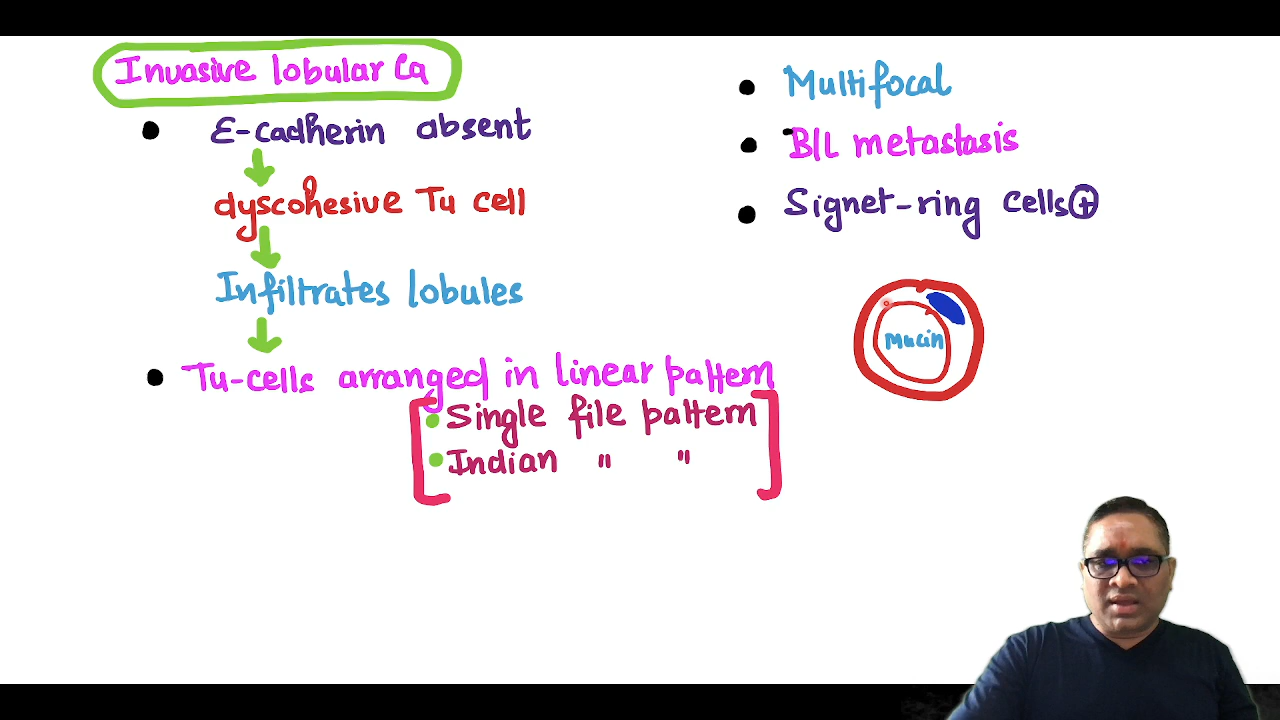 Invasive lobular Ca
• E-cadherin absent
dyscohesive Tu cell
Infiltrates lobules
• Tu-cells arranged in linear pattern
• Single file pattern
• Indian " "
• Multifocal
• B/L metastasis
• Signet-ring cells ⊕
Mucin